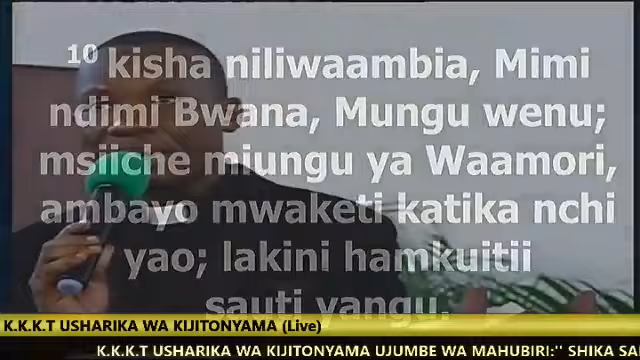 10 kisha niliwaambia, Mimi
ndimi Bwana, Mungu wenu;
msiiche miungu ya Waamori,
ambayo mwaketi katika nchi
yao; lakini hamkuitii
sauti yangu.
K.K.K.T USHARIKA WA KIJITONYAMA (Live)
K.K.K.T USHARIKA WA KIJITONYAMA UJUMBE WA MAHUBIRI:" SHIKA SA